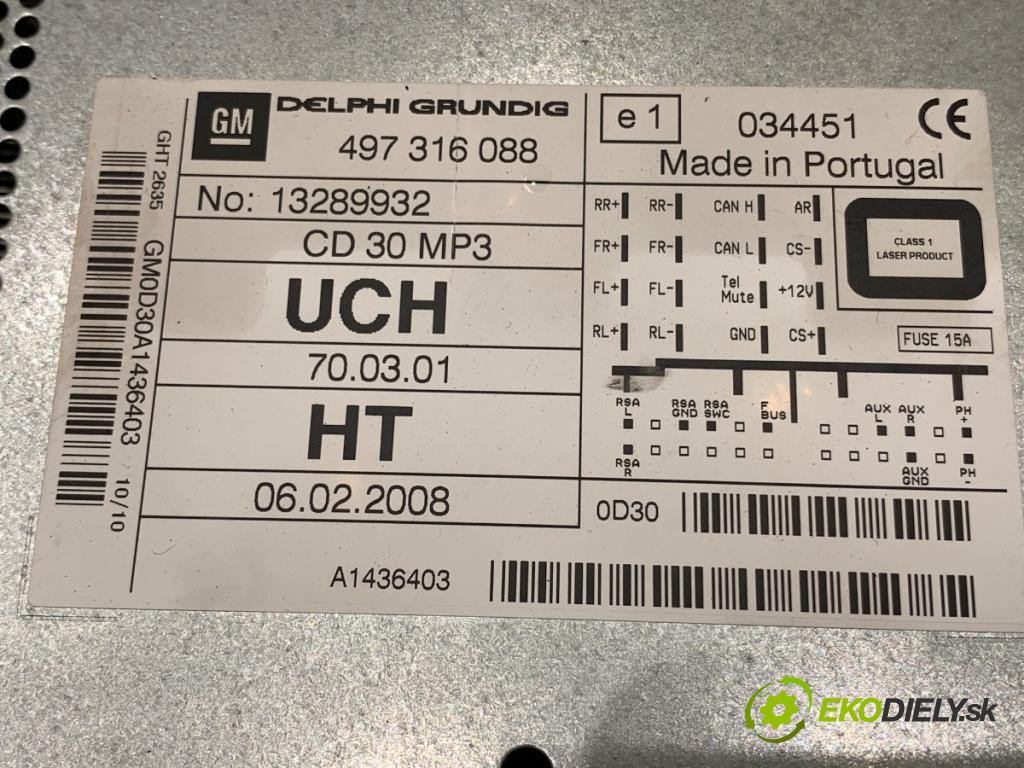 GM
DELPHI GRUNDIG
497 316 088
No: 13289932
CD 30 MP3
UCH
70.03.01
HT
06.02.2008
GHT 2635
GM0D30A1436403 / 10/10
e 1
034451
CE
Made in Portugal
RR+ RR- CAN H AR
FR+ FR- CAN L CS-
FL+ FL- Tel Mute +12V
RL+ RL- GND CS+
CLASS 1
LASER PRODUCT
FUSE 15A
RSA L RSA GND RSA SWC F BUS AUX L AUX R PH +
RSA R AUX GND PH -
0D30
A1436403
EKODIELY.sk